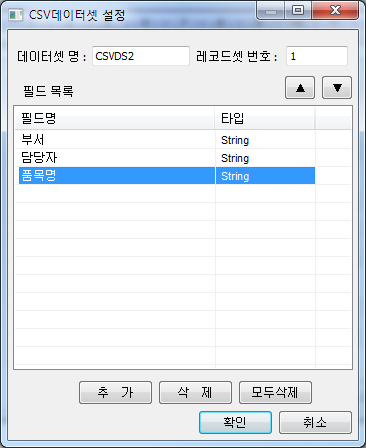 CSV데이터셋 설정
데이터셋 명 : CSVDS2 레코드셋 번호 : 1
필드 목록 ▲ ▼
필드명 타입
부서 String
담당자 String
품목명 String
추 가 삭 제 모두삭제
확인 취소